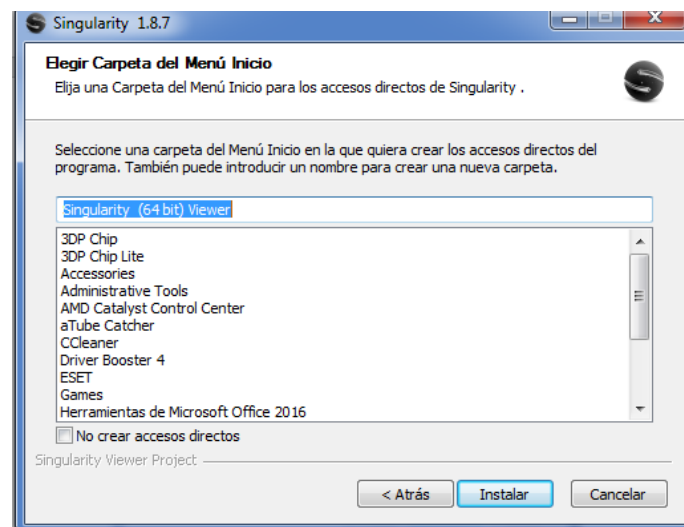 Singularity 1.8.7
Elegir Carpeta del Menú Inicio
Elija una Carpeta del Menú Inicio para los accesos directos de Singularity .
Seleccione una carpeta del Menú Inicio en la que quiera crear los accesos directos del
programa. También puede introducir un nombre para crear una nueva carpeta.
Singularity (64 bit) Viewer
3DP Chip
3DP Chip Lite
Accessories
Administrative Tools
AMD Catalyst Control Center
aTube Catcher
CCleaner
Driver Booster 4
ESET
Games
Herramientas de Microsoft Office 2016
No crear accesos directos
Singularity Viewer Project
< Atrás Instalar Cancelar